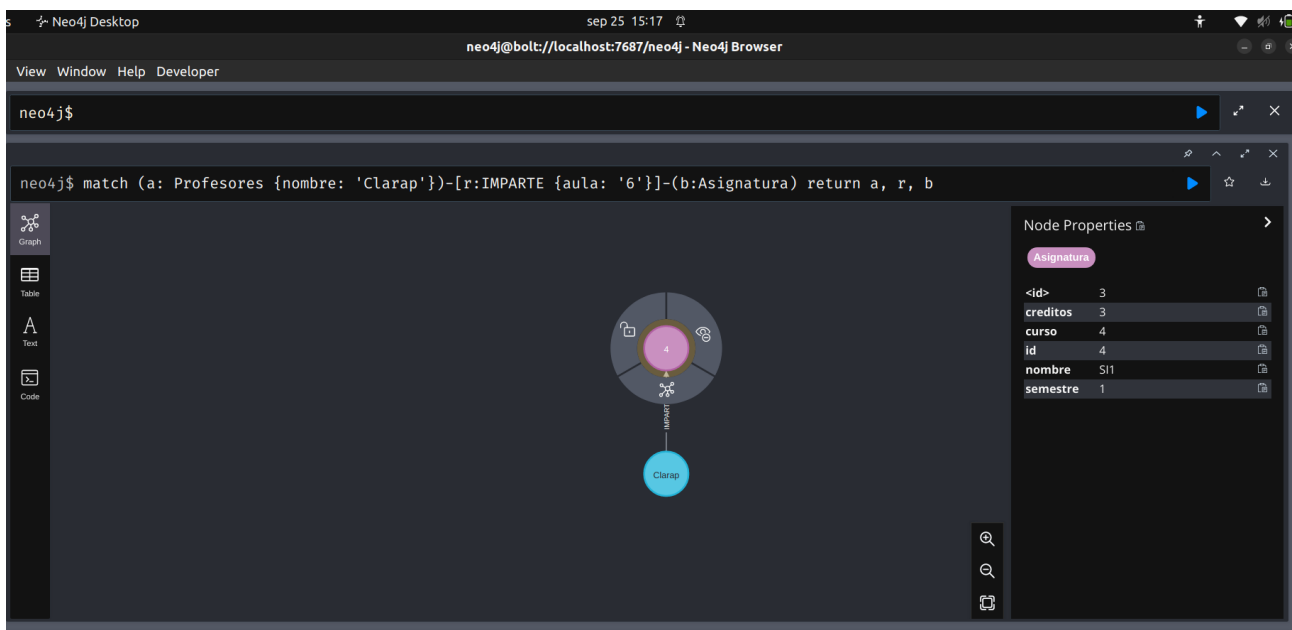 s Neo4j Desktop sep 25 15:17
neo4j@bolt://localhost:7687/neo4j - Neo4j Browser
View Window Help Developer
neo4j$
neo4j$ match (a: Profesores {nombre: 'Clarap'})-[r:IMPARTE {aula: '6'}]-(b:Asignatura) return a, r, b
Graph
Table
Text
Code
4
IMPART
Clarap
Node Properties
Asignatura
<id> 3
creditos 3
curso 4
id 4
nombre SI1
semestre 1